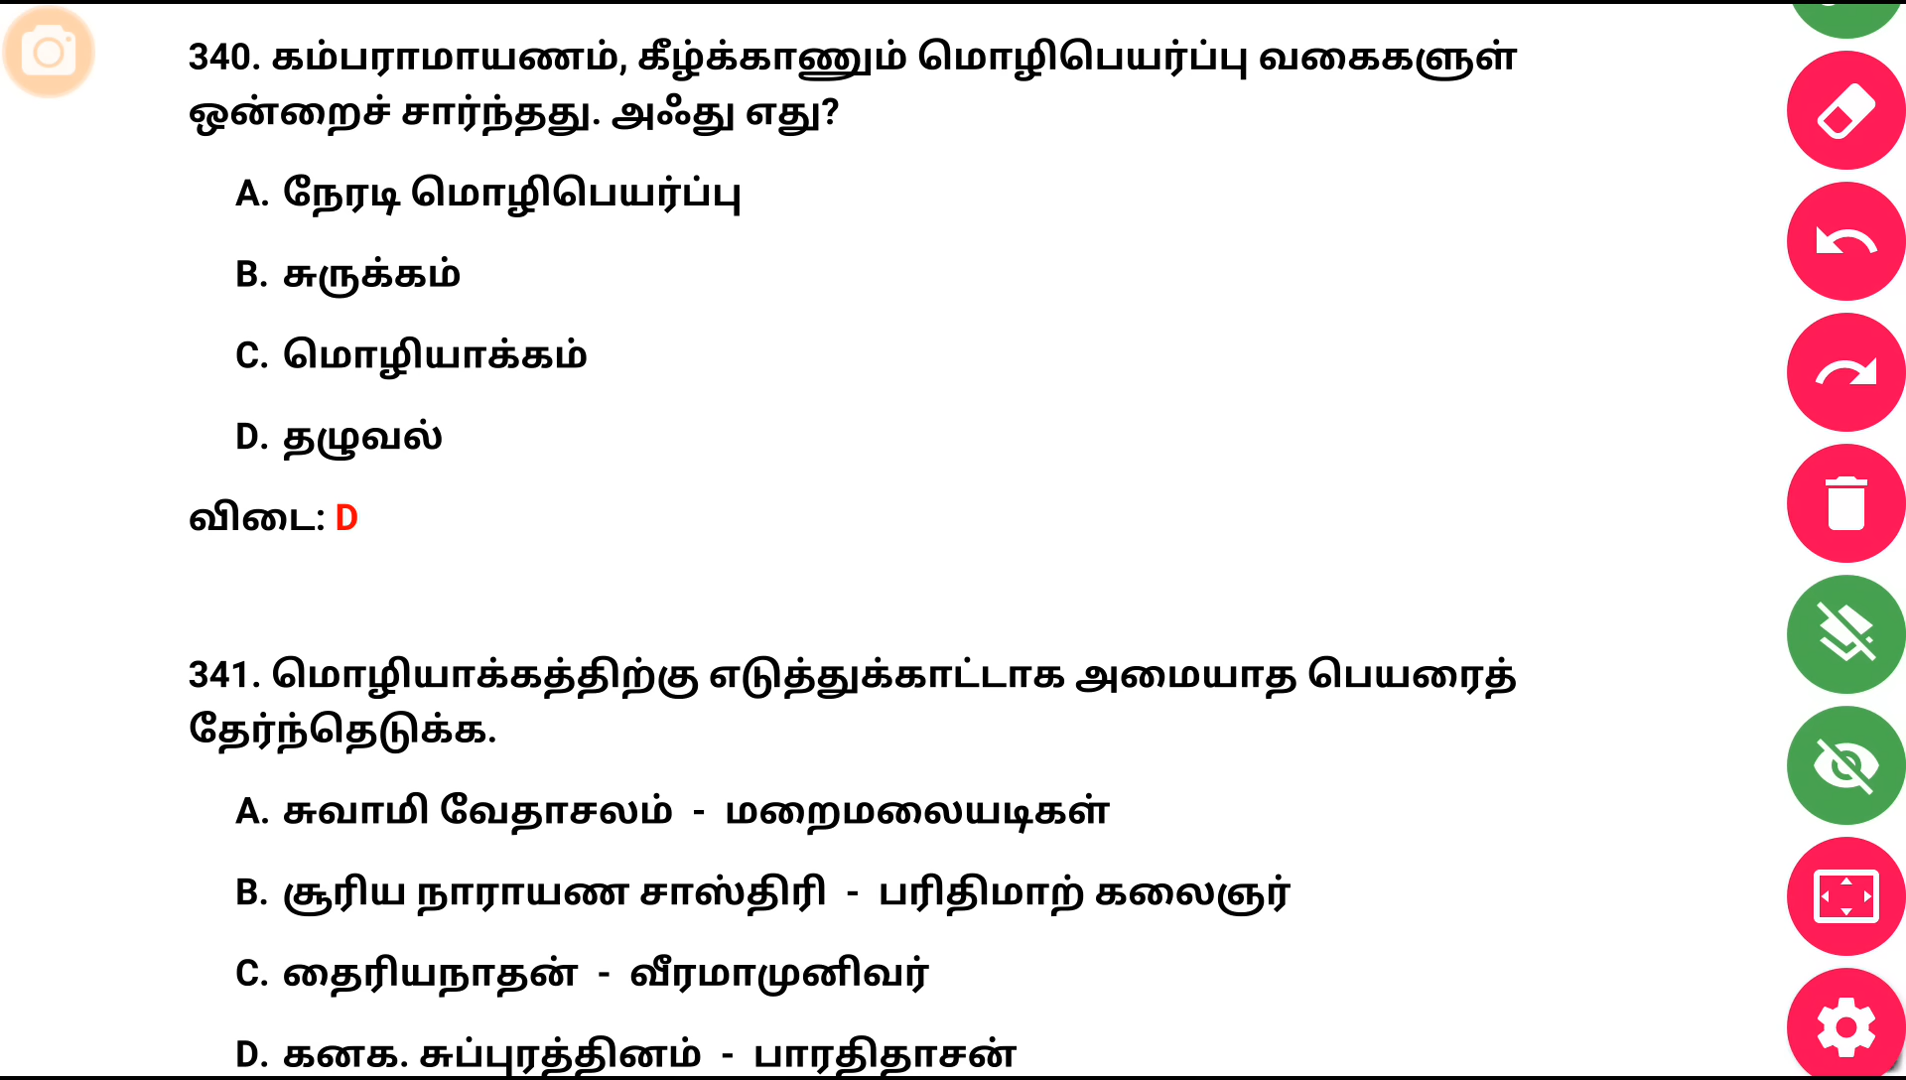 340. கம்பராமாயணம், கீழ்க்காணும் மொழிபெயர்ப்பு வகைகளுள்
ஒன்றைச் சார்ந்தது. அஃது எது?
A. நேரடி மொழிபெயர்ப்பு
B. சுருக்கம்
C. மொழியாக்கம்
D. தழுவல்
விடை: D
341. மொழியாக்கத்திற்கு எடுத்துக்காட்டாக அமையாத பெயரைத்
தேர்ந்தெடுக்க.
A. சுவாமி வேதாசலம் - மறைமலையடிகள்
B. சூரிய நாராயண சாஸ்திரி - பரிதிமாற் கலைஞர்
C. தைரியநாதன் - வீரமாமுனிவர்
D. கனக. சுப்புரத்தினம் - பாரதிதாசன்